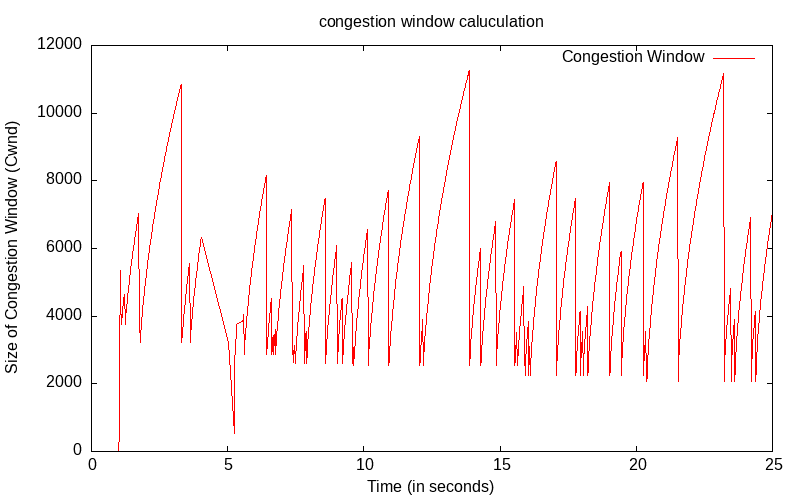 congestion window caluculation
Congestion Window
Size of Congestion Window (Cwnd)
12000
10000
8000
6000
4000
2000
0
0 5 10 15 20 25
Time (in seconds)